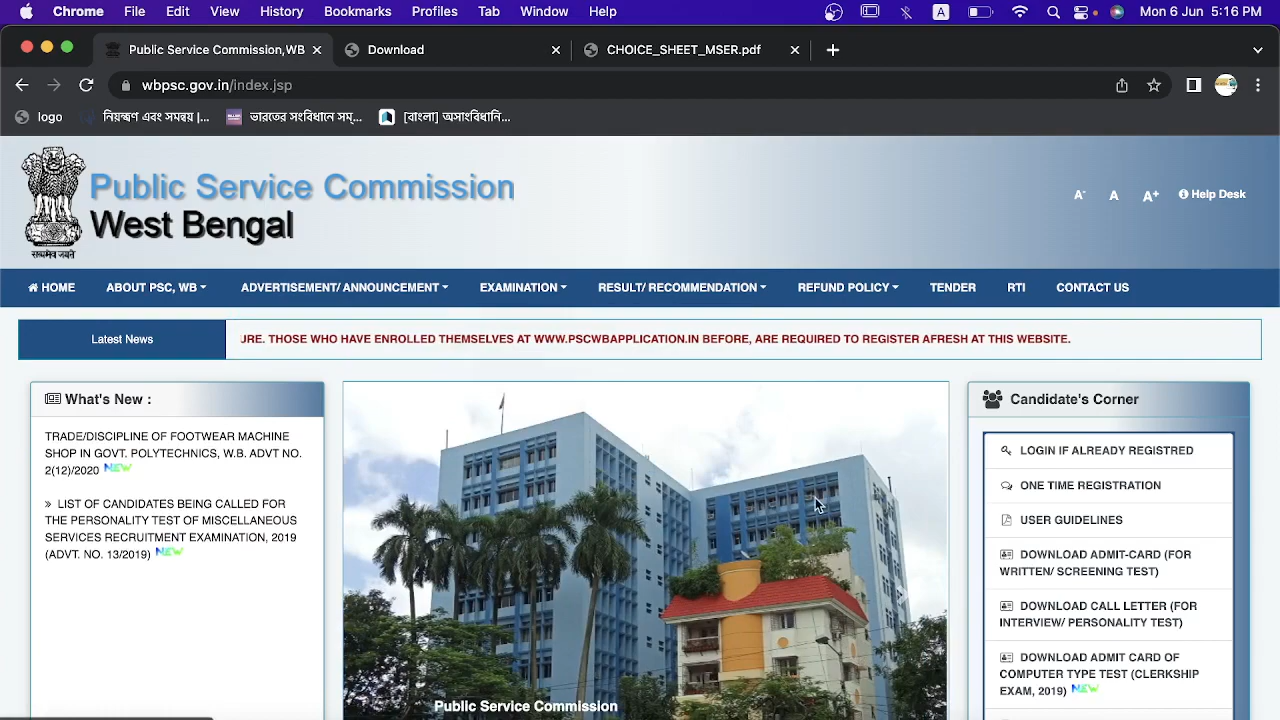 Chrome File Edit View History Bookmarks Profiles Tab Window Help A Mon 6 Jun 5:16 PM
Public Service Commission,WB Download CHOICE_SHEET_MSER.pdf
wbpsc.gov.in/index.jsp
logo নিয়ন্ত্রণ এবং সমন্বয় |... ভারতের সংবিধানে সম্... [বাংলা] অসাংবিধানি...
Public Service Commission
West Bengal
सत्यमेव जयते
A- A A+ Help Desk
HOME ABOUT PSC, WB ADVERTISEMENT/ ANNOUNCEMENT EXAMINATION RESULT/ RECOMMENDATION REFUND POLICY TENDER RTI CONTACT US
Latest News URE. THOSE WHO HAVE ENROLLED THEMSELVES AT WWW.PSCWBAPPLICATION.IN BEFORE, ARE REQUIRED TO REGISTER AFRESH AT THIS WEBSITE.
What's New :
TRADE/DISCIPLINE OF FOOTWEAR MACHINE
SHOP IN GOVT. POLYTECHNICS, W.B. ADVT NO.
2(12)/2020 NEW
» LIST OF CANDIDATES BEING CALLED FOR
THE PERSONALITY TEST OF MISCELLANEOUS
SERVICES RECRUITMENT EXAMINATION, 2019
(ADVT. NO. 13/2019) NEW
Public Service Commission
Candidate's Corner
LOGIN IF ALREADY REGISTRED
ONE TIME REGISTRATION
USER GUIDELINES
DOWNLOAD ADMIT-CARD (FOR
WRITTEN/ SCREENING TEST)
DOWNLOAD CALL LETTER (FOR
INTERVIEW/ PERSONALITY TEST)
DOWNLOAD ADMIT CARD OF
COMPUTER TYPE TEST (CLERKSHIP
EXAM, 2019) NEW